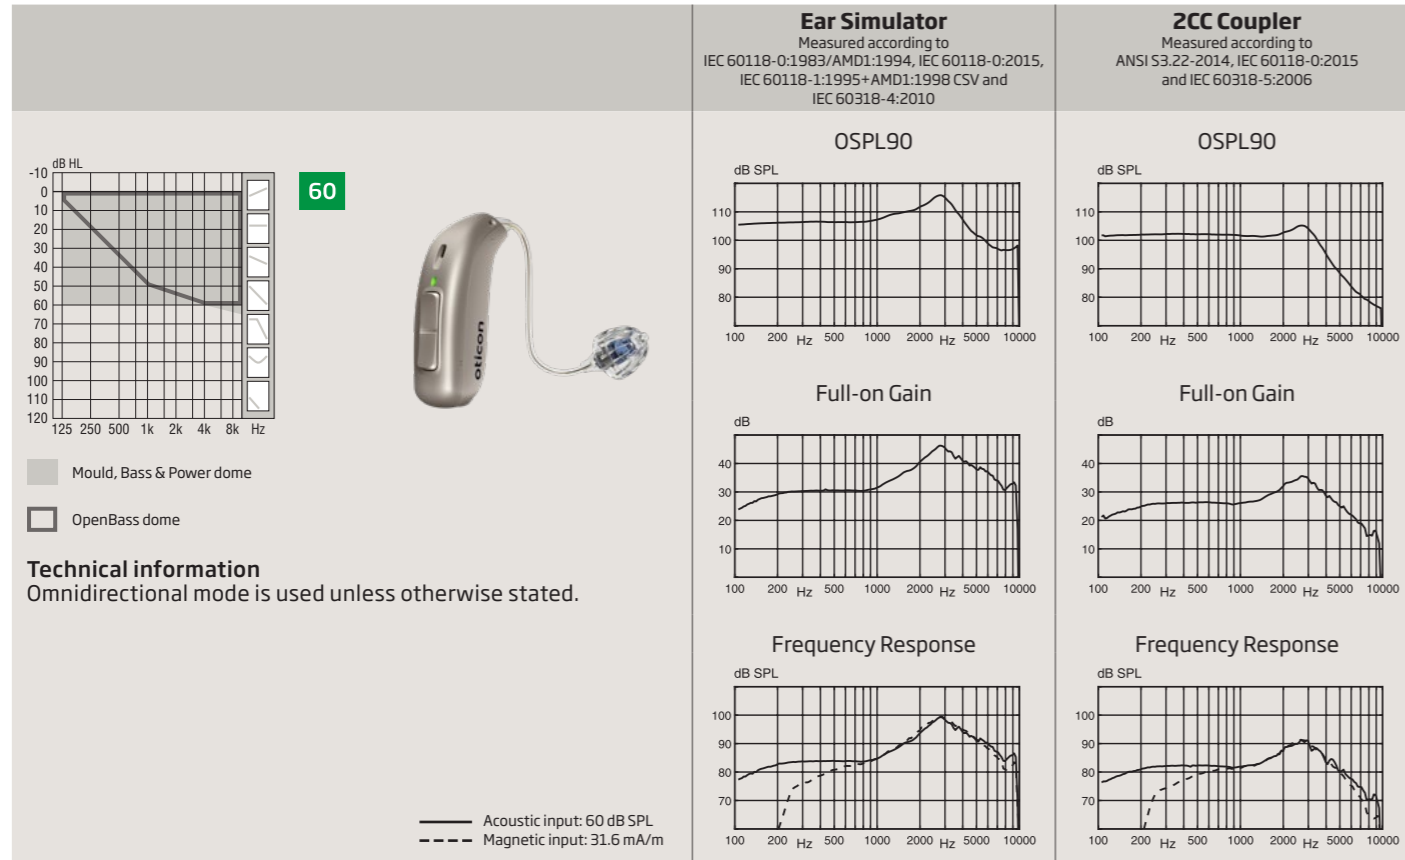 Ear Simulator
Measured according to
IEC 60118-0:1983/AMD1:1994, IEC 60118-0:2015,
IEC 60118-1:1995+AMD1:1998 CSV and
IEC 60318-4:2010
2CC Coupler
Measured according to
ANSI S3.22-2014, IEC 60118-0:2015
and IEC 60318-5:2006
dB HL
-10
0
10
20
30
40
50
60
70
80
90
100
110
120
125 250 500 1k 2k 4k 8k Hz
60
oticon
Mould, Bass & Power dome
OpenBass dome
Technical information
Omnidirectional mode is used unless otherwise stated.
Acoustic input: 60 dB SPL
Magnetic input: 31.6 mA/m
OSPL90
dB SPL
110
100
90
80
100 200 Hz 500 1000 2000 Hz 5000 10000
Full-on Gain
dB
40
30
20
10
100 200 Hz 500 1000 2000 Hz 5000 10000
Frequency Response
dB SPL
100
90
80
70
100 200 Hz 500 1000 2000 Hz 5000 10000
OSPL90
dB SPL
110
100
90
80
100 200 Hz 500 1000 2000 Hz 5000 10000
Full-on Gain
dB
40
30
20
10
100 200 Hz 500 1000 2000 Hz 5000 10000
Frequency Response
dB SPL
100
90
80
70
100 200 Hz 500 1000 2000 Hz 5000 10000